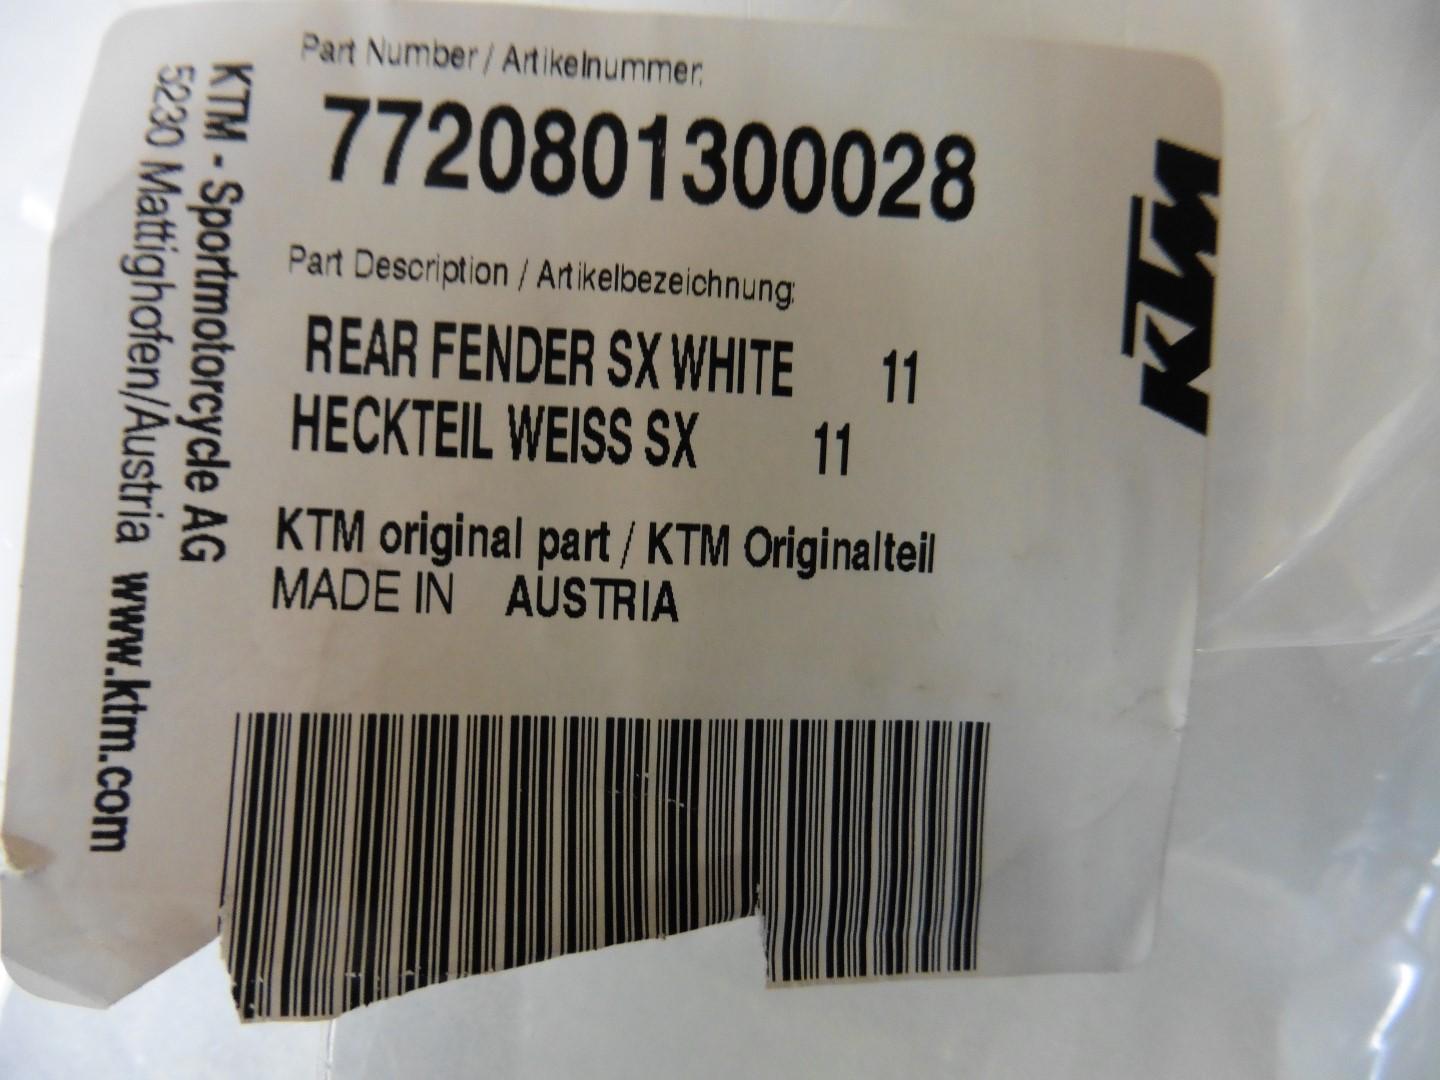 Part Number / Artikelnummer:
7720801300028
Part Description / Artikelbezeichnung:
REAR FENDER SX WHITE 11
HECKTEIL WEISS SX 11
KTM original part / KTM Originalteil
MADE IN AUSTRIA
KTM - Sportmotorcycle AG
5230 Mattighofen/Austria www.ktm.com
KTM